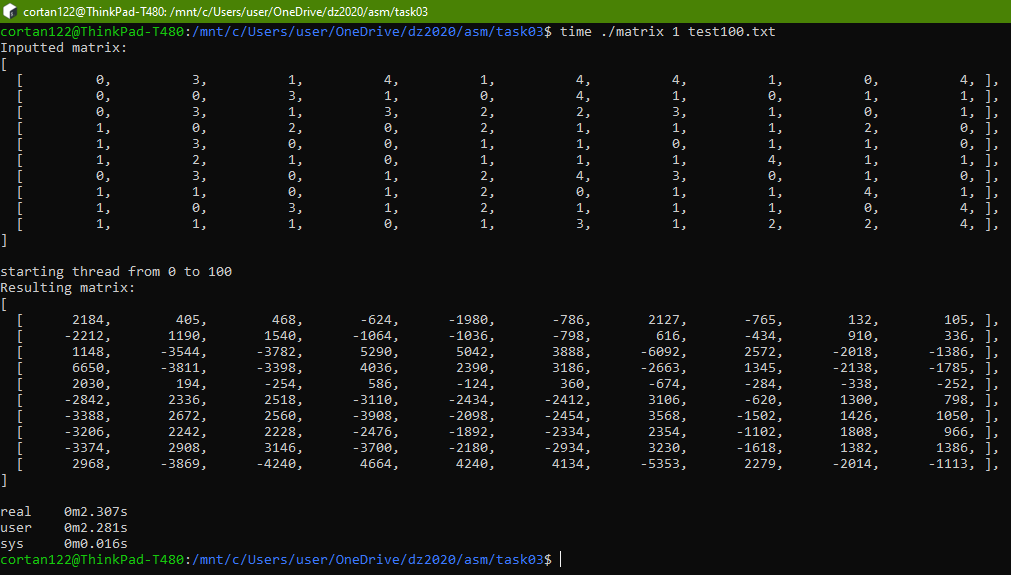 cortan122@ThinkPad-T480: /mnt/c/Users/user/OneDrive/dz2020/asm/task03
cortan122@ThinkPad-T480:/mnt/c/Users/user/OneDrive/dz2020/asm/task03$ time ./matrix 1 test100.txt
Inputted matrix:
[
  [         0,          3,          1,          4,          1,          4,          4,          1,          0,          4, ],
  [         0,          0,          3,          1,          0,          4,          1,          0,          1,          1, ],
  [         0,          3,          1,          3,          2,          2,          3,          1,          0,          1, ],
  [         1,          0,          2,          0,          2,          1,          1,          1,          2,          0, ],
  [         1,          3,          0,          0,          1,          1,          0,          1,          1,          0, ],
  [         1,          2,          1,          0,          1,          1,          1,          4,          1,          1, ],
  [         0,          3,          0,          1,          2,          4,          3,          0,          1,          0, ],
  [         1,          1,          0,          1,          2,          0,          1,          1,          4,          1, ],
  [         1,          0,          3,          1,          2,          1,          1,          1,          0,          4, ],
  [         1,          1,          1,          0,          1,          3,          1,          2,          2,          4, ],
]
starting thread from 0 to 100
Resulting matrix:
[
  [      2184,        405,        468,       -624,      -1980,       -786,       2127,       -765,        132,        105, ],
  [     -2212,       1190,       1540,      -1064,      -1036,       -798,        616,       -434,        910,        336, ],
  [      1148,      -3544,      -3782,       5290,       5042,       3888,      -6092,       2572,      -2018,      -1386, ],
  [      6650,      -3811,      -3398,       4036,       2390,       3186,      -2663,       1345,      -2138,      -1785, ],
  [      2030,        194,       -254,        586,       -124,        360,       -674,       -284,       -338,       -252, ],
  [     -2842,       2336,       2518,      -3110,      -2434,      -2412,       3106,       -620,       1300,        798, ],
  [     -3388,       2672,       2560,      -3908,      -2098,      -2454,       3568,      -1502,       1426,       1050, ],
  [     -3206,       2242,       2228,      -2476,      -1892,      -2334,       2354,      -1102,       1808,        966, ],
  [     -3374,       2908,       3146,      -3700,      -2180,      -2934,       3230,      -1618,       1382,       1386, ],
  [      2968,      -3869,      -4240,       4664,       4240,       4134,      -5353,       2279,      -2014,      -1113, ],
]
real    0m2.307s
user    0m2.281s
sys     0m0.016s
cortan122@ThinkPad-T480:/mnt/c/Users/user/OneDrive/dz2020/asm/task03$